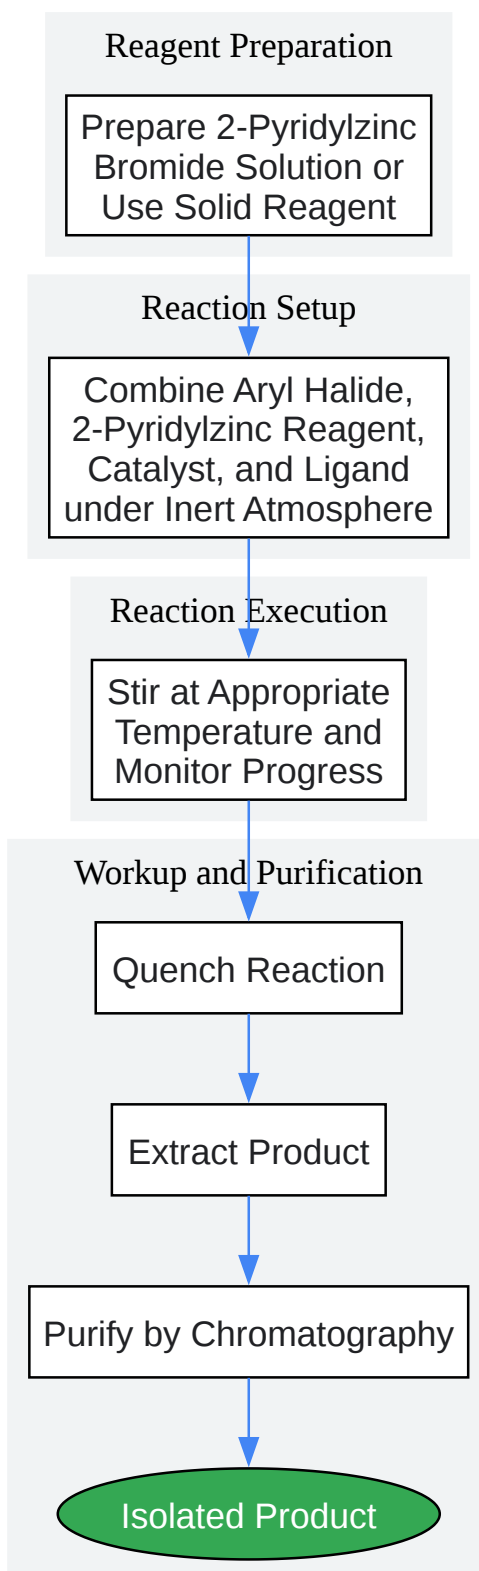 Reagent Preparation
Prepare 2-Pyridylzinc
Bromide Solution or
Use Solid Reagent
Reaction Setup
Combine Aryl Halide,
2-Pyridylzinc Reagent,
Catalyst, and Ligand
under Inert Atmosphere
Reaction Execution
Stir at Appropriate
Temperature and
Monitor Progress
Workup and Purification
Quench Reaction
Extract Product
Purify by Chromatography
Isolated Product